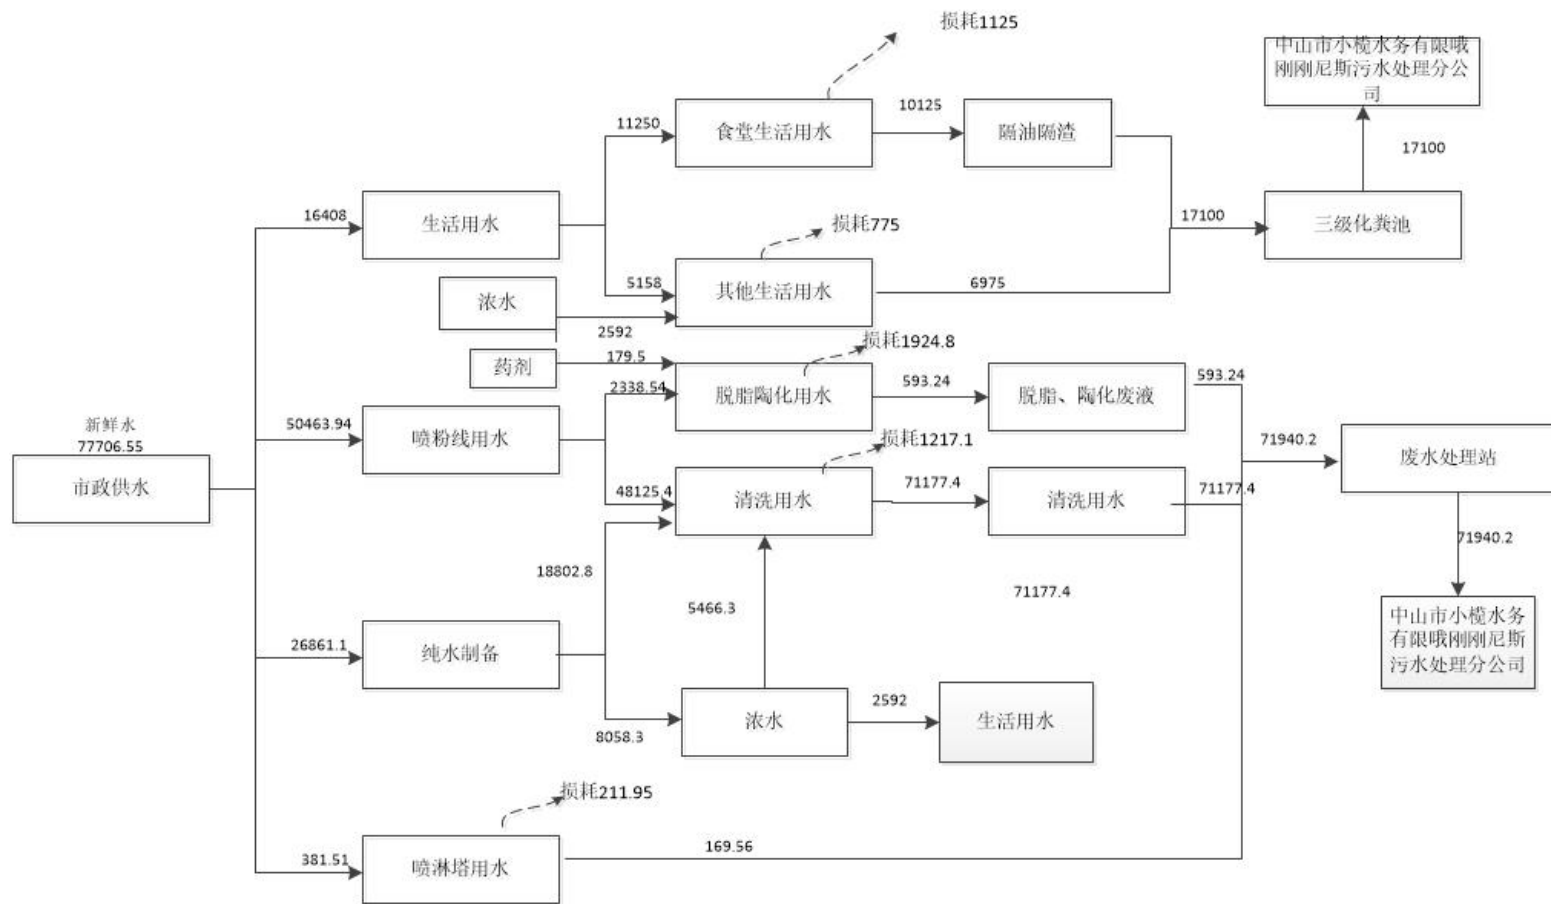 损耗1125
中山市小榄水务有限哦
刚刚尼斯污水处理分公
司
11250
食堂生活用水
10125
隔油隔渣
17100
16408
生活用水
损耗775
17100
三级化粪池
5158
其他生活用水
6975
浓水
2592
损耗1924.8
药剂
179.5
2338.54
脱脂陶化用水
593.24
脱脂、陶化废液
593.24
新鲜水
77706.55
市政供水
50463.94
喷粉线用水
损耗1217.1
71940.2
废水处理站
48125.4
清洗用水
71177.4
清洗用水
71177.4
71940.2
18802.8
5466.3
71177.4
中山市小榄水务
有限哦刚刚尼斯
污水处理分公司
26861.1
纯水制备
8058.3
浓水
2592
生活用水
损耗211.95
381.51
喷淋塔用水
169.56